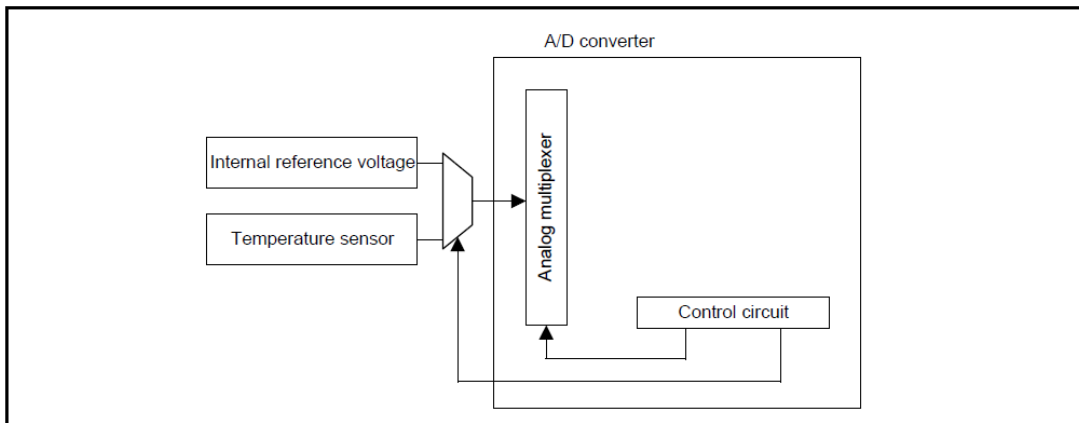 A/D converter
Internal reference voltage
Temperature sensor
Analog multiplexer
Control circuit